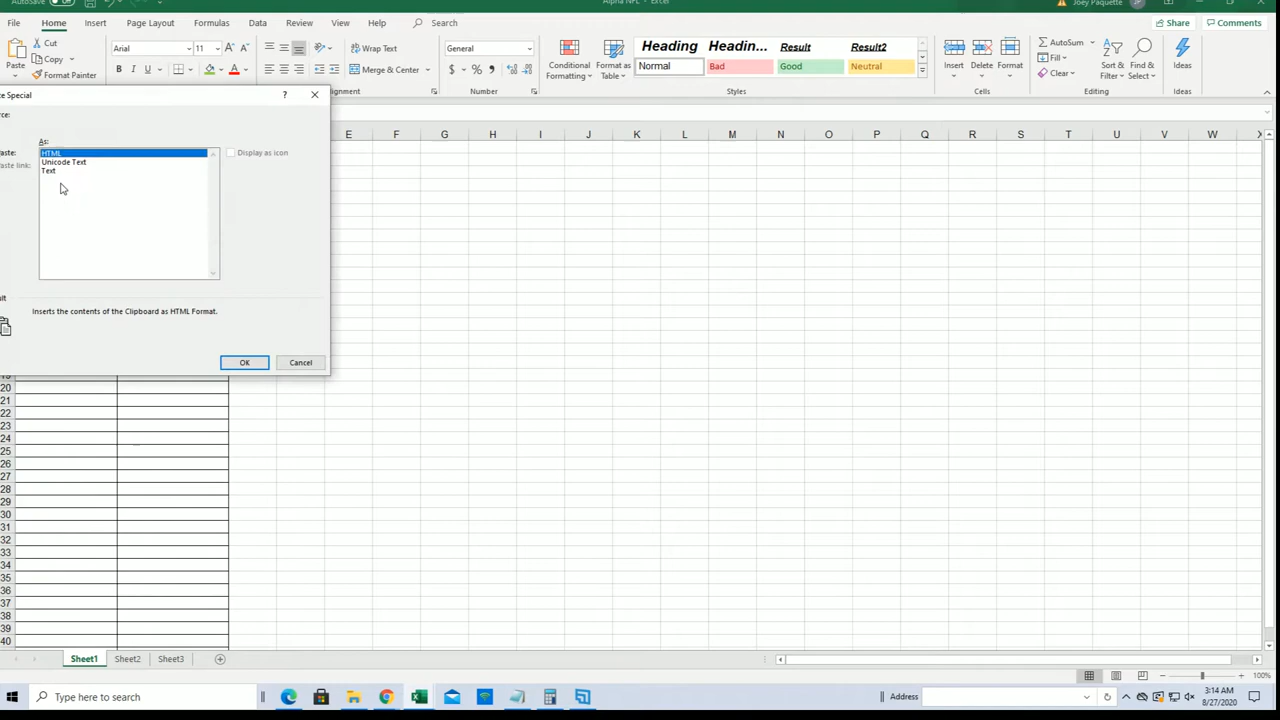 AutoSave Off Alpha NFL - Excel Joey Paquette JP
File Home Insert Page Layout Formulas Data Review View Help Search Share Comments
Cut Arial 11 Wrap Text General Heading Headin... Result Result2 AutoSum
Copy Fill
Paste Format Painter B I U A Merge & Center $ % Conditional Formatting Format as Table Normal Bad Good Neutral Insert Delete Format Clear Sort & Filter Find & Select Ideas
Number Styles Cells Editing Ideas
Special ? ×
E F G H I J K L M N O P Q R S T U V W X
As:
HTML Display as icon
Unicode Text
Text
Inserts the contents of the Clipboard as HTML Format.
OK Cancel
19
20
21
22
23
24
25
26
27
28
29
30
31
32
33
34
35
36
37
38
39
40
Sheet1 Sheet2 Sheet3
100%
Type here to search Address 3:14 AM
8/27/2020